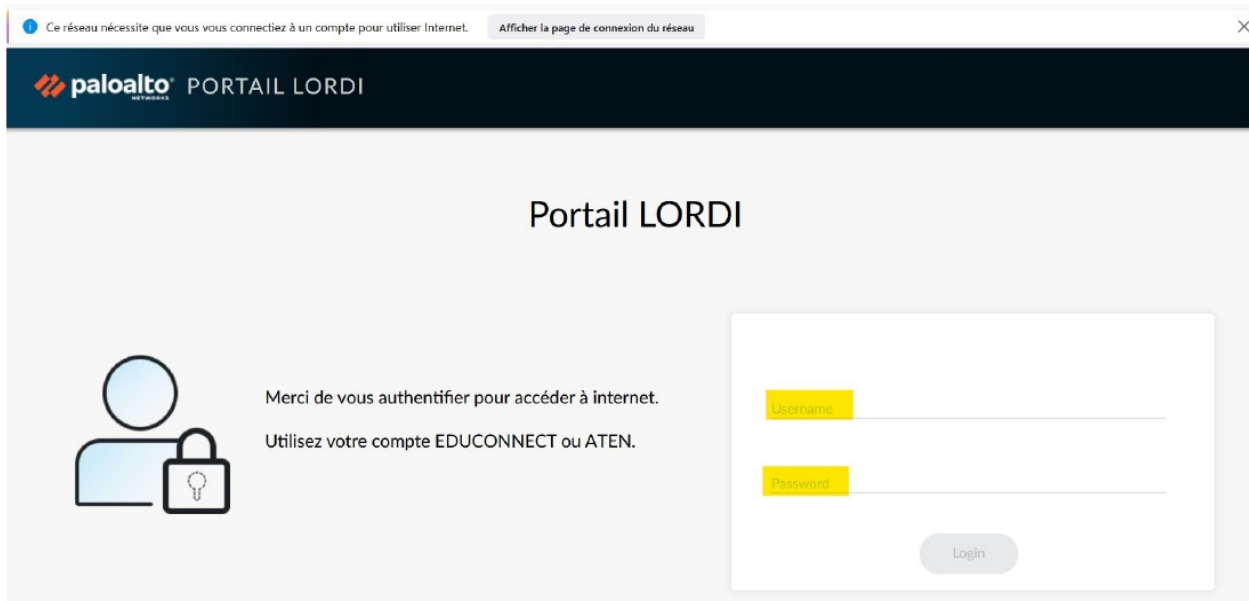 Ce réseau nécessite que vous vous connectiez à un compte pour utiliser Internet. Afficher la page de connexion du réseau
paloalto NETWORKS PORTAIL LORDI
Portail LORDI
Merci de vous authentifier pour accéder à internet.
Utilisez votre compte EDUCONNECT ou ATEN.
Username
Password
Login